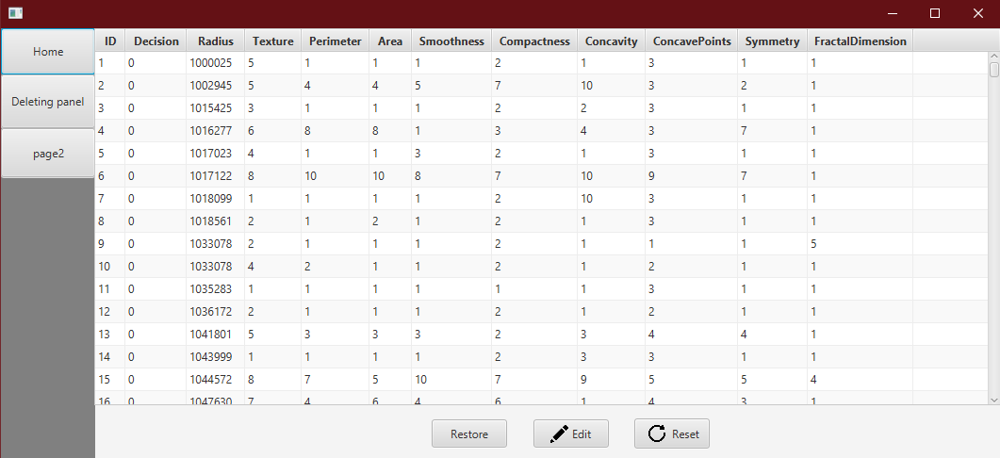 Home
Deleting panel
page2
ID Decision Radius Texture Perimeter Area Smoothness Compactness Concavity ConcavePoints Symmetry FractalDimension
1 0 1000025 5 1 1 1 2 1 3 1 1
2 0 1002945 5 4 4 5 7 10 3 2 1
3 0 1015425 3 1 1 1 2 2 3 1 1
4 0 1016277 6 8 8 1 3 4 3 7 1
5 0 1017023 4 1 1 3 2 1 3 1 1
6 0 1017122 8 10 10 8 7 10 9 7 1
7 0 1018099 1 1 1 1 2 10 3 1 1
8 0 1018561 2 1 2 1 2 1 3 1 1
9 0 1033078 2 1 1 1 2 1 1 1 5
10 0 1033078 4 2 1 1 2 1 2 1 1
11 0 1035283 1 1 1 1 1 1 3 1 1
12 0 1036172 2 1 1 1 2 1 2 1 1
13 0 1041801 5 3 3 3 2 3 4 4 1
14 0 1043999 1 1 1 1 2 3 3 1 1
15 0 1044572 8 7 5 10 7 9 5 5 4
16 0 1047630 7 4 6 4 6 1 4 3 1
Restore Edit Reset